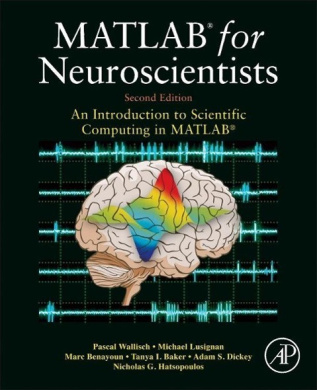 MATLAB® for
Neuroscientists
Second Edition
An Introduction to Scientific
Computing in MATLAB®
Pascal Wallisch • Michael Lusignan
Marc Benayoun • Tanya I. Baker • Adam S. Dickey
Nicholas G. Hatsopoulos
AP